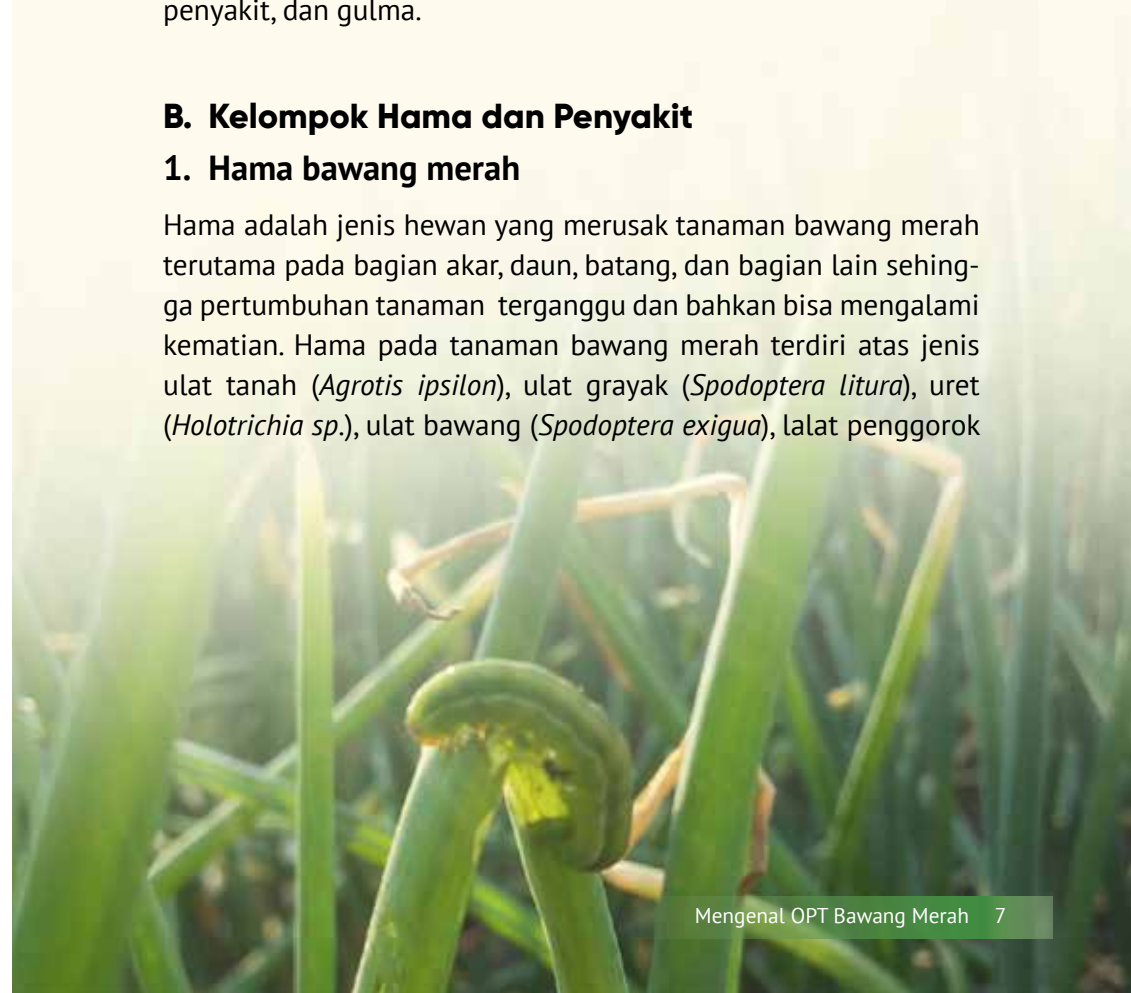 penyakit, dan gulma.
B. Kelompok Hama dan Penyakit
1. Hama bawang merah
Hama adalah jenis hewan yang merusak tanaman bawang merah
terutama pada bagian akar, daun, batang, dan bagian lain sehing-
ga pertumbuhan tanaman terganggu dan bahkan bisa mengalami
kematian. Hama pada tanaman bawang merah terdiri atas jenis
ulat tanah (Agrotis ipsilon), ulat grayak (Spodoptera litura), uret
(Holotrichia sp.), ulat bawang (Spodoptera exigua), lalat penggorok
Mengenal OPT Bawang Merah 7